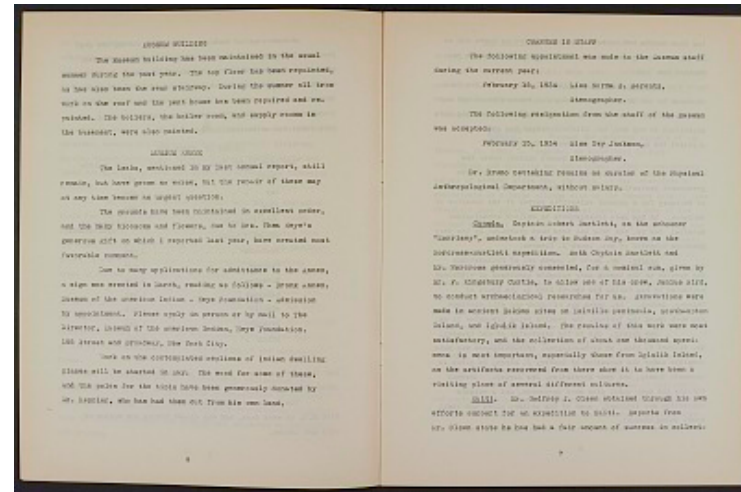 MUSEUM BUILDING
The Museum building has been maintained in the usual
manner during the past year. The top floor has been repainted,
as has also been the rear stairway. During the summer all iron
work on the roof and the pent house has been repaired and re-
painted. The boilers, the boiler room, and supply rooms in
the basement, were also painted.
MUSEUM ANNEX
The leaks, mentioned in my last annual report, still
remain, but have grown no worse, but the repair of these may
at any time become an urgent question.
The grounds have been maintained in excellent order,
and the many blossoms and flowers, due to Mrs. Thea Heye's
generous gift on which I reported last year, have created most
favorable comment.
Due to many applications for admittance to the Annex,
a sign was erected in March, reading as follows - Bronx Annex,
Museum of the American Indian - Heye Foundation - Admission
by appointment. Please apply in person or by mail to the
Director, Museum of the American Indian, Heye Foundation,
155 Street and Broadway, New York City.
Work on the contemplated replicas of Indian dwelling
places will be started in May. The wood for some of these,
and the poles for the tipis have been generously donated by
Mr. who has had them cut from his own land.
6
CHANGES IN STAFF
The following appointment was made to the Museum staff
during the current year:
February 16, 1934 Miss Norma
Stenographer.
The following resignation from the staff of the Museum
was accepted:
February 15, 1934 Miss Ivy Jackson,
Stenographer.
Dr. Bruno Oetteking remains as curator of the Physical
Anthropological Department, without salary.
EXPEDITIONS
Canada. Captain Robert Bartlett, on the schooner
undertook a trip to Hudson Bay, known as the
Norcross-Bartlett expedition. Both Captain Bartlett and
Mr. Norcross generously consented, for a nominal sum, given by
Mr. F. Kingsbury Curtis, to allow one of his crew, Junius Bird,
to conduct archaeological researches for us. Excavations were
made in ancient Eskimo sites on Melville peninsula, Southampton
Island, and Iglulik Island. The results of this work were most
satisfactory, and the collection of about one thousand speci-
mens is most important, especially those from Iglulik Island,
as the artifacts recovered from there show it to have been a
visiting place of several different cultures.
Haiti. Mr. Godfrey J. Olsen obtained through his own
efforts consent for an expedition to Haiti. Reports from
Mr. Olsen state he has had a fair amount of success in collect-
7